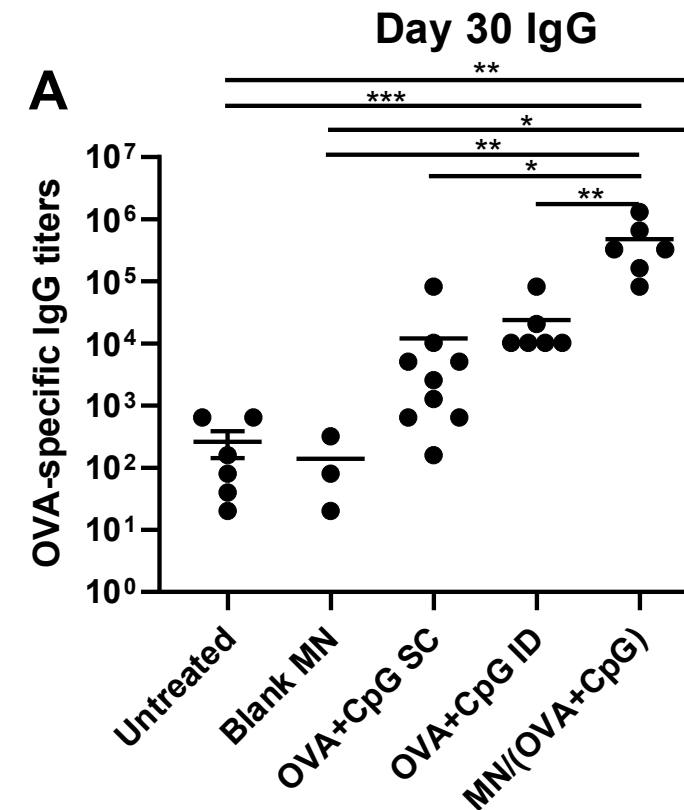 Day 30 IgG
A
**
***
*
**
*
**
OVA-specific IgG titers
10⁷
10⁶
10⁵
10⁴
10³
10²
10¹
10⁰
Untreated
Blank MN
OVA+CpG SC
OVA+CpG ID
MN/(OVA+CpG)